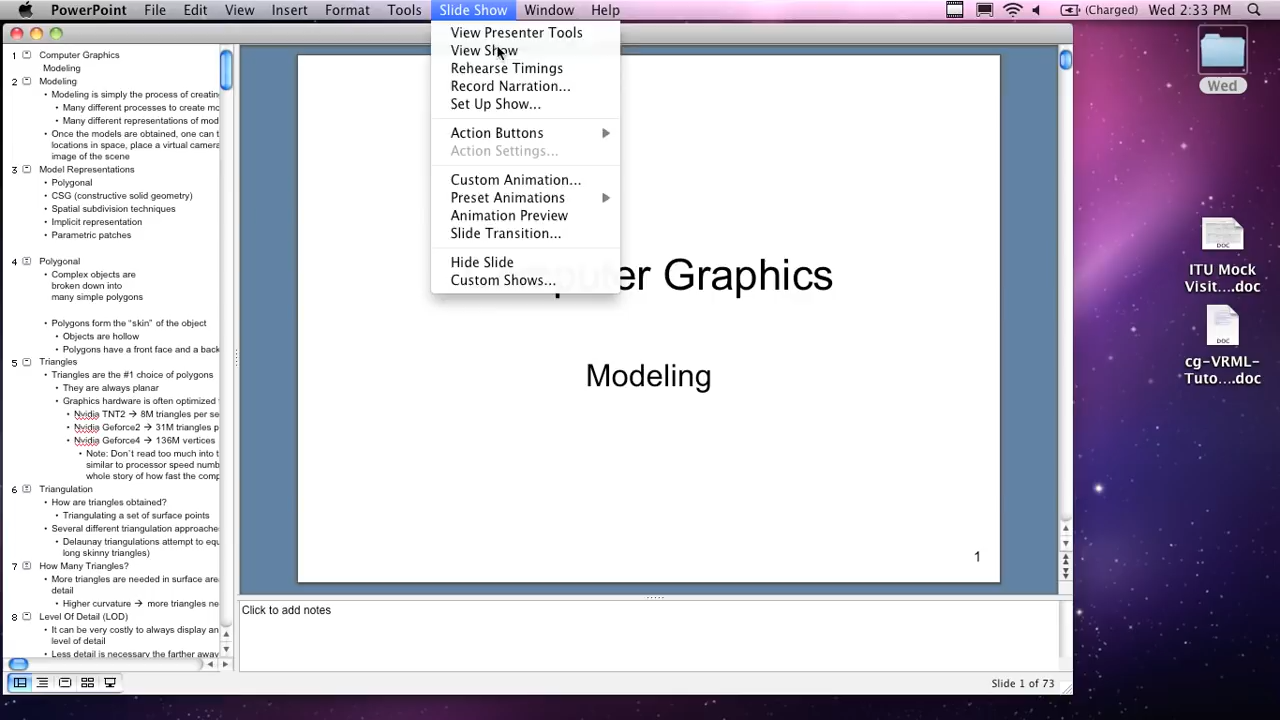 PowerPoint File Edit View Insert Format Tools Slide Show Window Help (Charged) Wed 2:33 PM
View Presenter Tools
View Show
Rehearse Timings
Record Narration...
Set Up Show...
Action Buttons
Action Settings...
Custom Animation...
Preset Animations
Animation Preview
Slide Transition...
Hide Slide
Custom Shows...
1 Computer Graphics
Modeling
2 Modeling
• Modeling is simply the process of creatin
• Many different processes to create mo
• Many different representations of mod
• Once the models are obtained, one can t
locations in space, place a virtual camera
image of the scene
3 Model Representations
• Polygonal
• CSG (constructive solid geometry)
• Spatial subdivision techniques
• Implicit representation
• Parametric patches
4 Polygonal
• Complex objects are
broken down into
many simple polygons
• Polygons form the “skin” of the object
• Objects are hollow
• Polygons have a front face and a back
5 Triangles
• Triangles are the #1 choice of polygons
• They are always planar
• Graphics hardware is often optimized
• Nvidia TNT2 → 8M triangles per se
• Nvidia Geforce2 → 31M triangles p
• Nvidia Geforce4 → 136M vertices
• Note: Don't read too much into t
similar to processor speed numb
whole story of how fast the comp
6 Triangulation
• How are triangles obtained?
• Triangulating a set of surface points
• Several different triangulation approache
• Delaunay triangulations attempt to equ
long skinny triangles)
7 How Many Triangles?
• More triangles are needed in surface are
detail
• Higher curvature → more triangles ne
8 Level Of Detail (LOD)
• It can be very costly to always display an
level of detail
• Less detail is necessary the farther away
puter Graphics
Modeling
1
Click to add notes
Slide 1 of 73
Wed
DOC
ITU Mock
Visit....doc
DOC
cg-VRML-
Tuto....doc